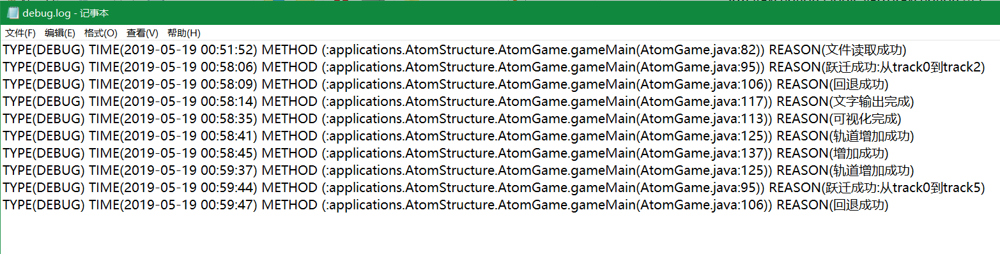 debug.log - 记事本
文件(F) 编辑(E) 格式(O) 查看(V) 帮助(H)
TYPE(DEBUG) TIME(2019-05-19 00:51:52) METHOD (:applications.AtomStructure.AtomGame.gameMain(AtomGame.java:82)) REASON(文件读取成功)
TYPE(DEBUG) TIME(2019-05-19 00:58:06) METHOD (:applications.AtomStructure.AtomGame.gameMain(AtomGame.java:95)) REASON(跃迁成功:从track0到track2)
TYPE(DEBUG) TIME(2019-05-19 00:58:09) METHOD (:applications.AtomStructure.AtomGame.gameMain(AtomGame.java:106)) REASON(回退成功)
TYPE(DEBUG) TIME(2019-05-19 00:58:14) METHOD (:applications.AtomStructure.AtomGame.gameMain(AtomGame.java:117)) REASON(文字输出完成)
TYPE(DEBUG) TIME(2019-05-19 00:58:35) METHOD (:applications.AtomStructure.AtomGame.gameMain(AtomGame.java:113)) REASON(可视化完成)
TYPE(DEBUG) TIME(2019-05-19 00:58:41) METHOD (:applications.AtomStructure.AtomGame.gameMain(AtomGame.java:125)) REASON(轨道增加成功)
TYPE(DEBUG) TIME(2019-05-19 00:58:45) METHOD (:applications.AtomStructure.AtomGame.gameMain(AtomGame.java:137)) REASON(增加成功)
TYPE(DEBUG) TIME(2019-05-19 00:59:37) METHOD (:applications.AtomStructure.AtomGame.gameMain(AtomGame.java:125)) REASON(轨道增加成功)
TYPE(DEBUG) TIME(2019-05-19 00:59:44) METHOD (:applications.AtomStructure.AtomGame.gameMain(AtomGame.java:95)) REASON(跃迁成功:从track0到track5)
TYPE(DEBUG) TIME(2019-05-19 00:59:47) METHOD (:applications.AtomStructure.AtomGame.gameMain(AtomGame.java:106)) REASON(回退成功)